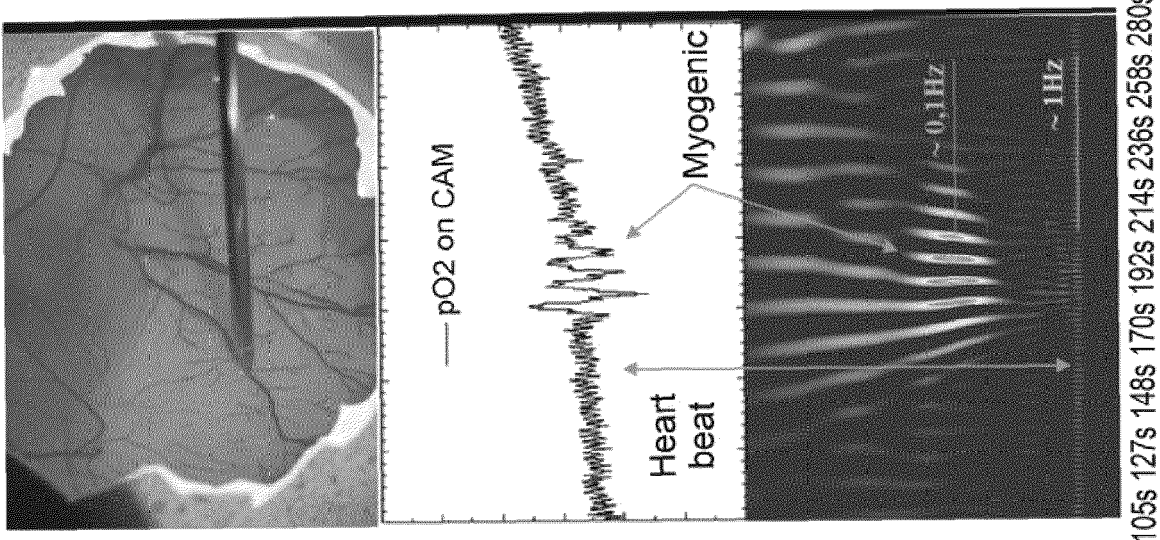 — pO2 on CAM
Myogenic
Heart
beat
~ 0,1Hz
~ 1Hz
105s 127s 148s 170s 192s 214s 236s 258s 280s